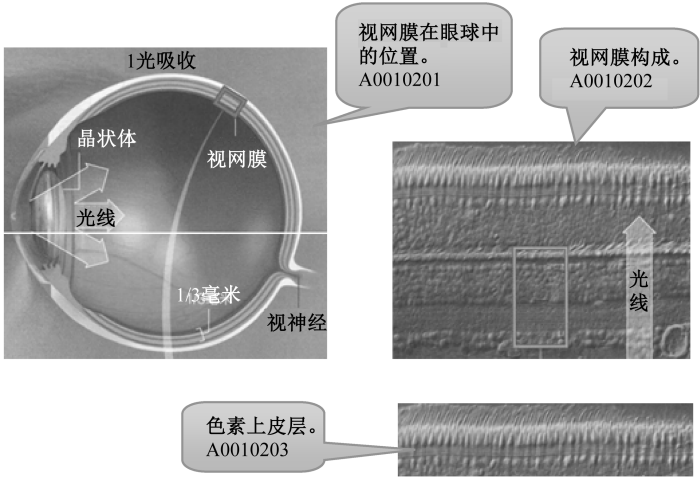 1光吸收
视网膜在眼球中
的位置。
A0010201
视网膜构成。
A0010202
晶状体
视网膜
光线
1/3毫米
视神经
光线
色素上皮层。
A0010203